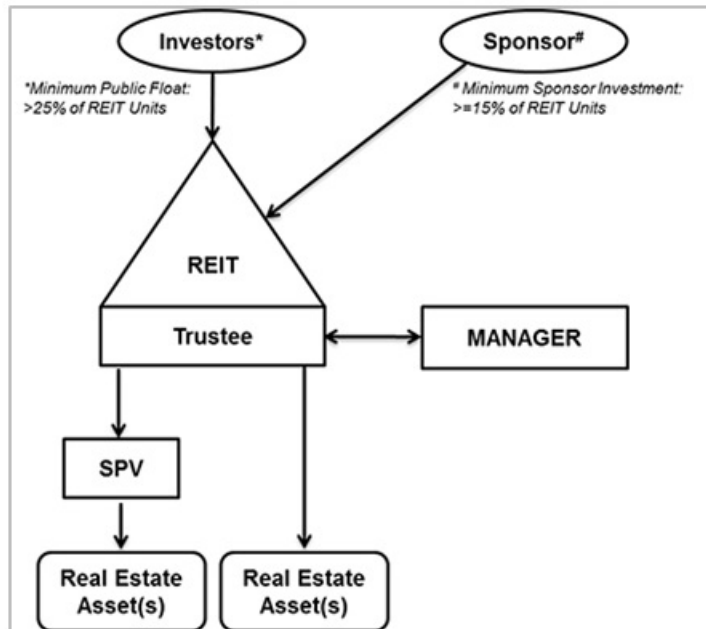 Investors*
Sponsor#
*Minimum Public Float:
>25% of REIT Units
# Minimum Sponsor Investment:
>=15% of REIT Units
REIT
Trustee
MANAGER
SPV
Real Estate
Asset(s)
Real Estate
Asset(s)